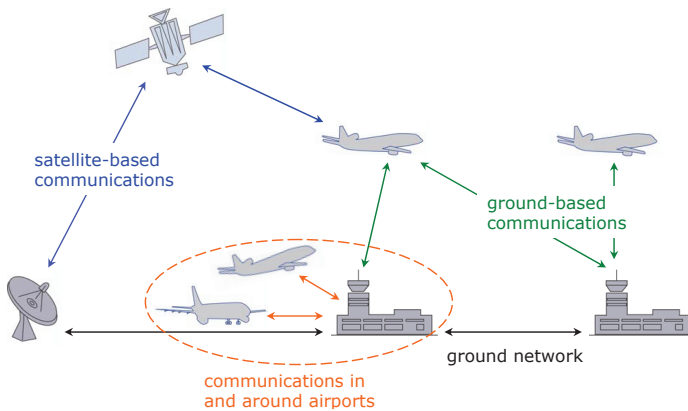 satellite-based
communications
ground-based
communications
ground network
communications in
and around airports